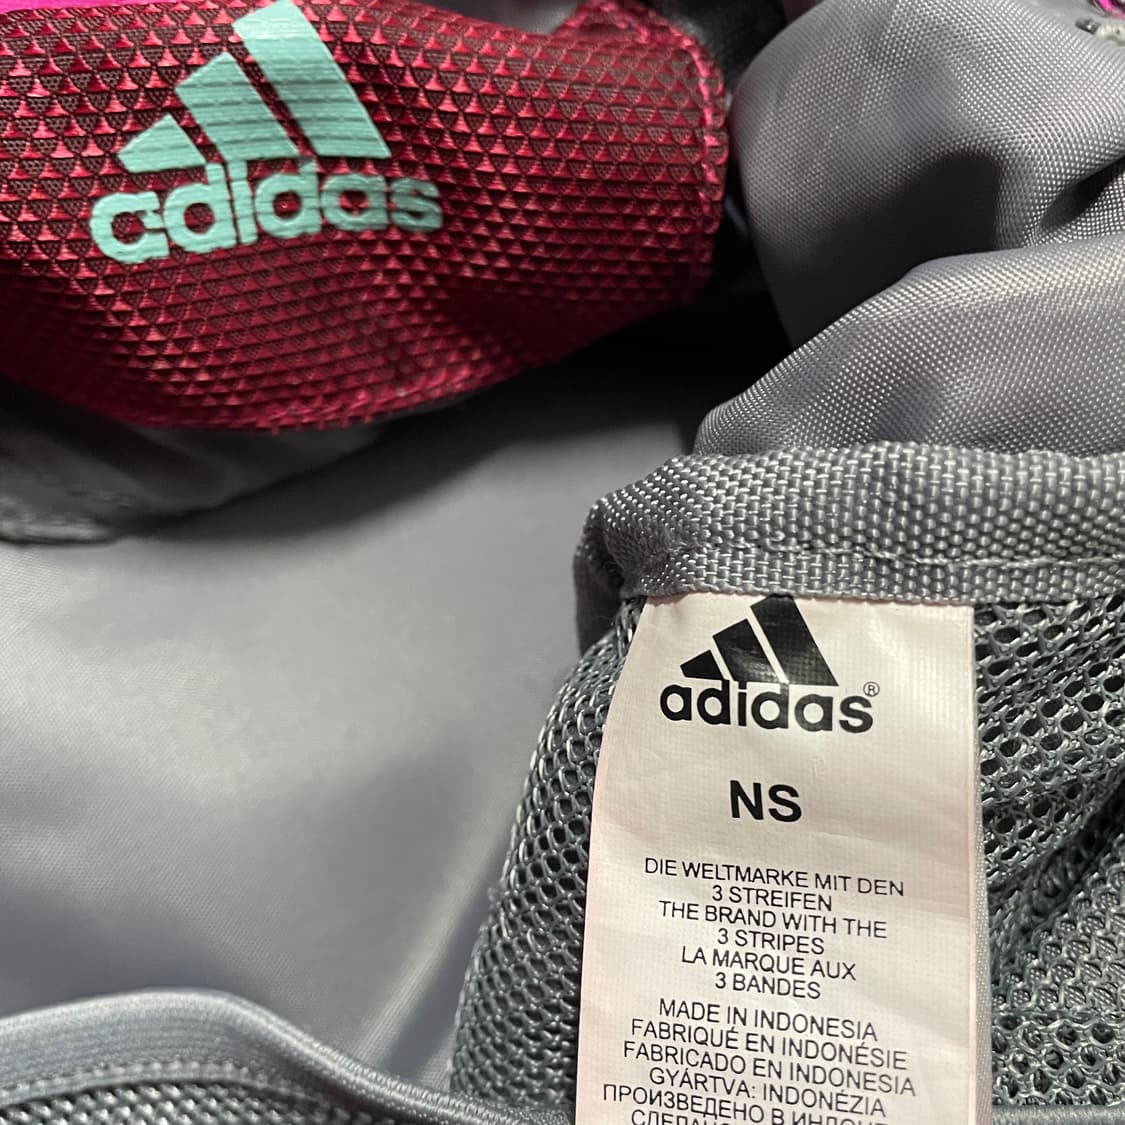 adidas
adidas®
NS
DIE WELTMARKE MIT DEN
3 STREIFEN
THE BRAND WITH THE
3 STRIPES
LA MARQUE AUX
3 BANDES
MADE IN INDONESIA
FABRIQUÉ EN INDONÉSIE
FABRICADO EN INDONESIA
GYÁRTVA: INDONÉZIA
ПРОИЗВЕДЕНО В